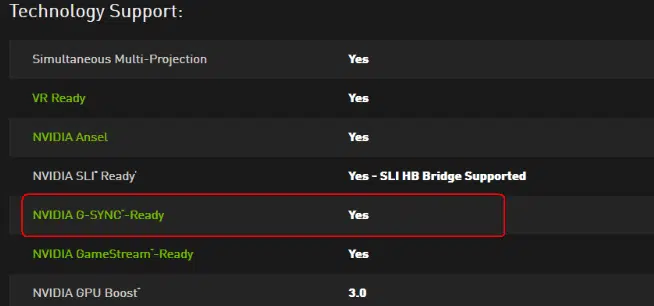 Technology Support:
Simultaneous Multi-Projection Yes
VR Ready Yes
NVIDIA Ansel Yes
NVIDIA SLI® Ready Yes - SLI HB Bridge Supported
NVIDIA G-SYNC™-Ready Yes
NVIDIA GameStream™-Ready Yes
NVIDIA GPU Boost™ 3.0